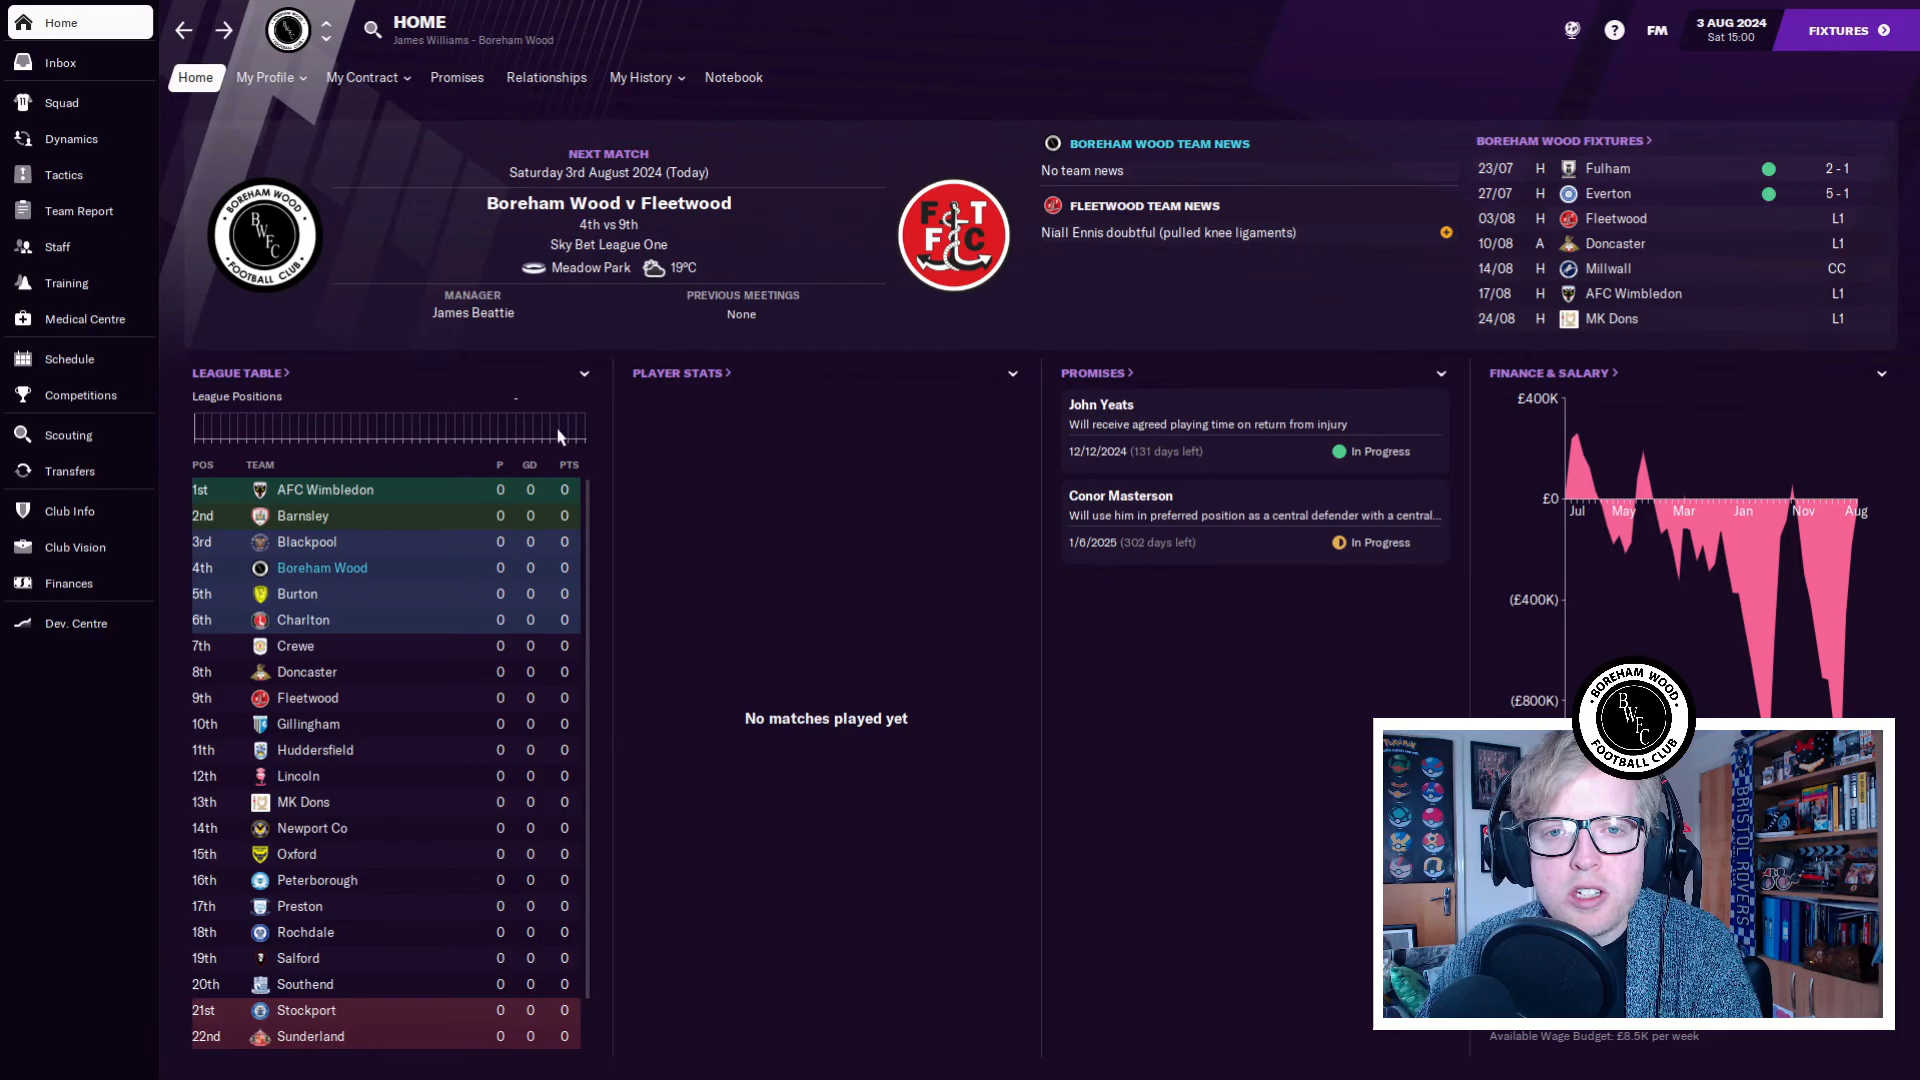 Home
Inbox
Squad
Dynamics
Tactics
Team Report
Staff
Training
Medical Centre
Schedule
Competitions
Scouting
Transfers
Club Info
Club Vision
Finances
Dev. Centre
HOME
James Williams - Boreham Wood
FM
3 AUG 2024
Sat 15:00
FIXTURES
Home My Profile My Contract Promises Relationships My History Notebook
NEXT MATCH
Saturday 3rd August 2024 (Today)
Boreham Wood v Fleetwood
4th vs 9th
Sky Bet League One
Meadow Park 19°C
MANAGER
James Beattie
PREVIOUS MEETINGS
None
BOREHAM WOOD
BWFC
FOOTBALL CLUB
BOREHAM WOOD TEAM NEWS
No team news
FLEETWOOD TEAM NEWS
Niall Ennis doubtful (pulled knee ligaments)
BOREHAM WOOD FIXTURES
23/07 H Fulham 2 - 1
27/07 H Everton 5 - 1
03/08 H Fleetwood L1
10/08 A Doncaster L1
14/08 H Millwall CC
17/08 H AFC Wimbledon L1
24/08 H MK Dons L1
LEAGUE TABLE
League Positions -
POS TEAM P GD PTS
1st AFC Wimbledon 0 0 0
2nd Barnsley 0 0 0
3rd Blackpool 0 0 0
4th Boreham Wood 0 0 0
5th Burton 0 0 0
6th Charlton 0 0 0
7th Crewe 0 0 0
8th Doncaster 0 0 0
9th Fleetwood 0 0 0
10th Gillingham 0 0 0
11th Huddersfield 0 0 0
12th Lincoln 0 0 0
13th MK Dons 0 0 0
14th Newport Co 0 0 0
15th Oxford 0 0 0
16th Peterborough 0 0 0
17th Preston 0 0 0
18th Rochdale 0 0 0
19th Salford 0 0 0
20th Southend 0 0 0
21st Stockport 0 0 0
22nd Sunderland 0 0 0
PLAYER STATS
No matches played yet
PROMISES
John Yeats
Will receive agreed playing time on return from injury
12/12/2024 (131 days left) In Progress
Conor Masterson
Will use him in preferred position as a central defender with a central...
1/6/2025 (302 days left) In Progress
FINANCE & SALARY
£400K
£0
Jul May Mar Jan Nov Aug
(£400K)
(£800K)
BOREHAM WOOD
BWFC
FOOTBALL CLUB
BRISTOL ROVERS
Available Wage Budget: £8.5K per week